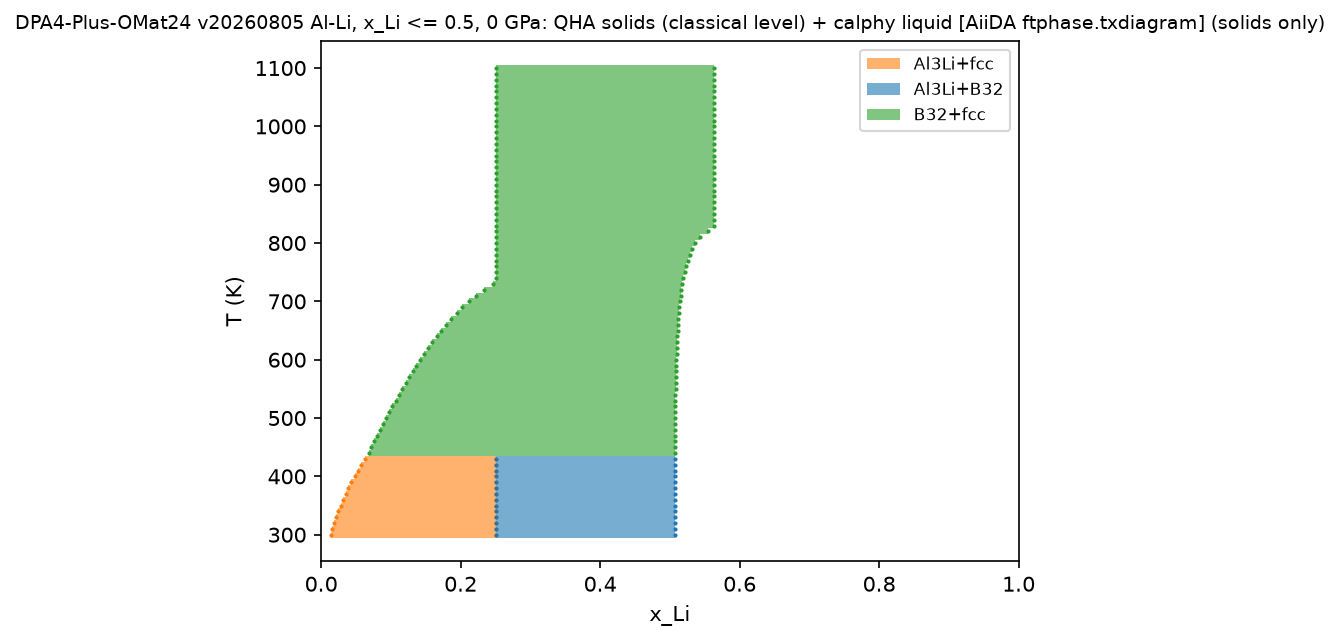 DPA4-Plus-OMat24 v20260805 Al-Li, x_Li <= 0.5, 0 GPa: QHA solids (classical level) + calphy liquid [AiiDA ftphase.txdiagram] (solids only)
Al3Li+fcc
Al3Li+B32
B32+fcc
1100
1000
900
800
700
600
500
400
300
T (K)
0.0 0.2 0.4 0.6 0.8 1.0
x_Li